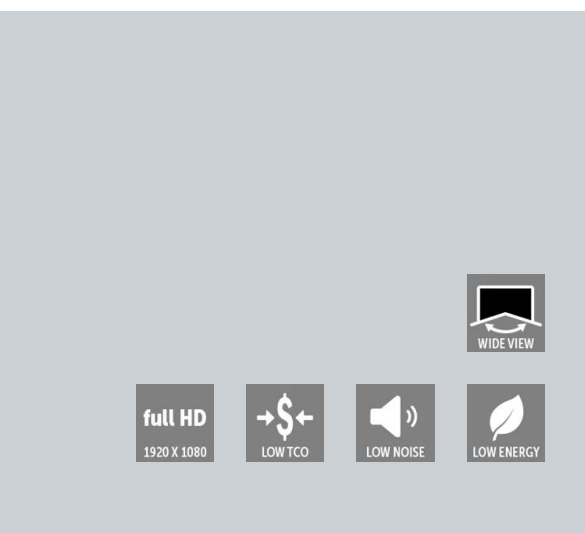 WIDE VIEW
full HD
1920 X 1080
$
LOW TCO
LOW NOISE
LOW ENERGY